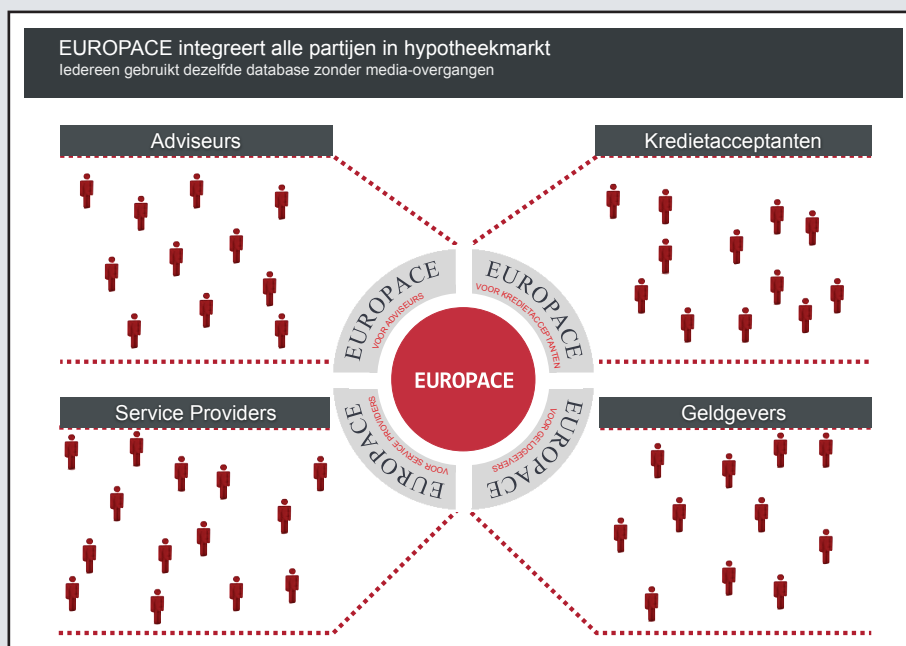 EUROPACE integreert alle partijen in hypotheekmarkt
Iedereen gebruikt dezelfde database zonder media-overgangen
Adviseurs
Kredietacceptanten
EUROPACE
VOOR ADVISEURS
EUROPACE
VOOR KREDIETACCEPTANTEN
EUROPACE
Service Providers
Geldgevers
EUROPACE
VOOR SERVICE PROVIDERS
EUROPACE
VOOR GELDGEEVERS